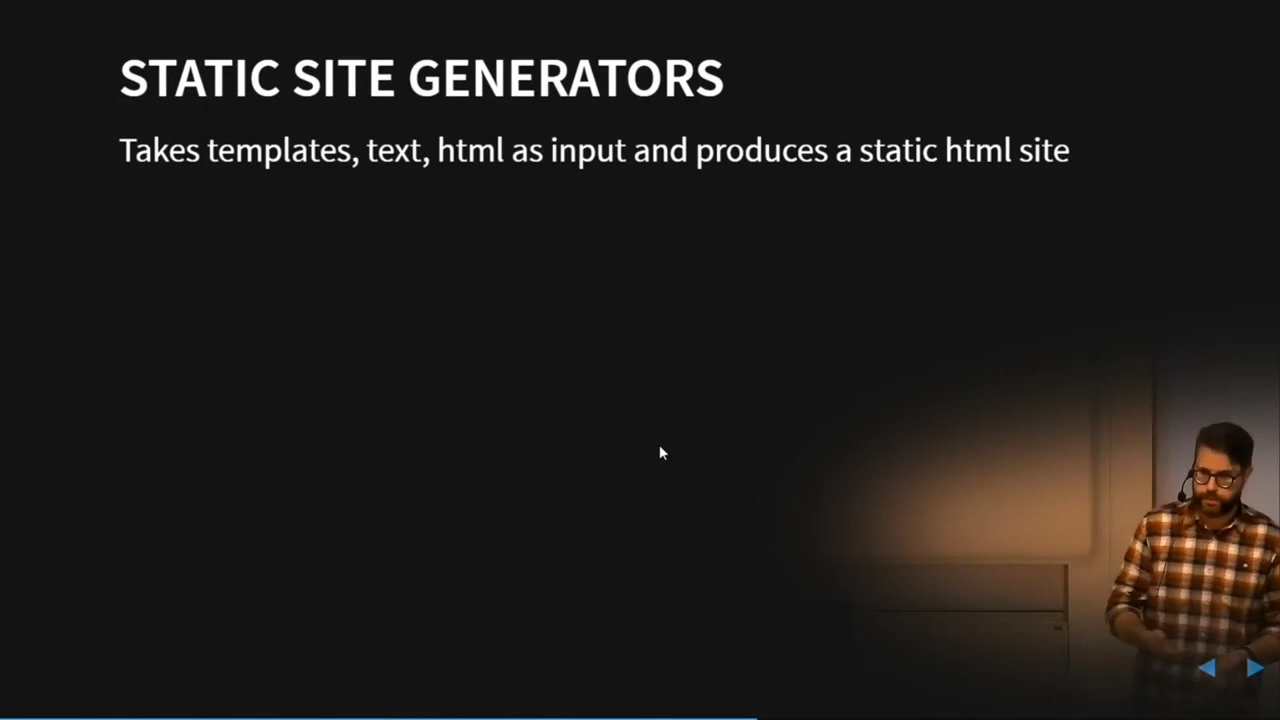 STATIC SITE GENERATORS
Takes templates, text, html as input and produces a static html site